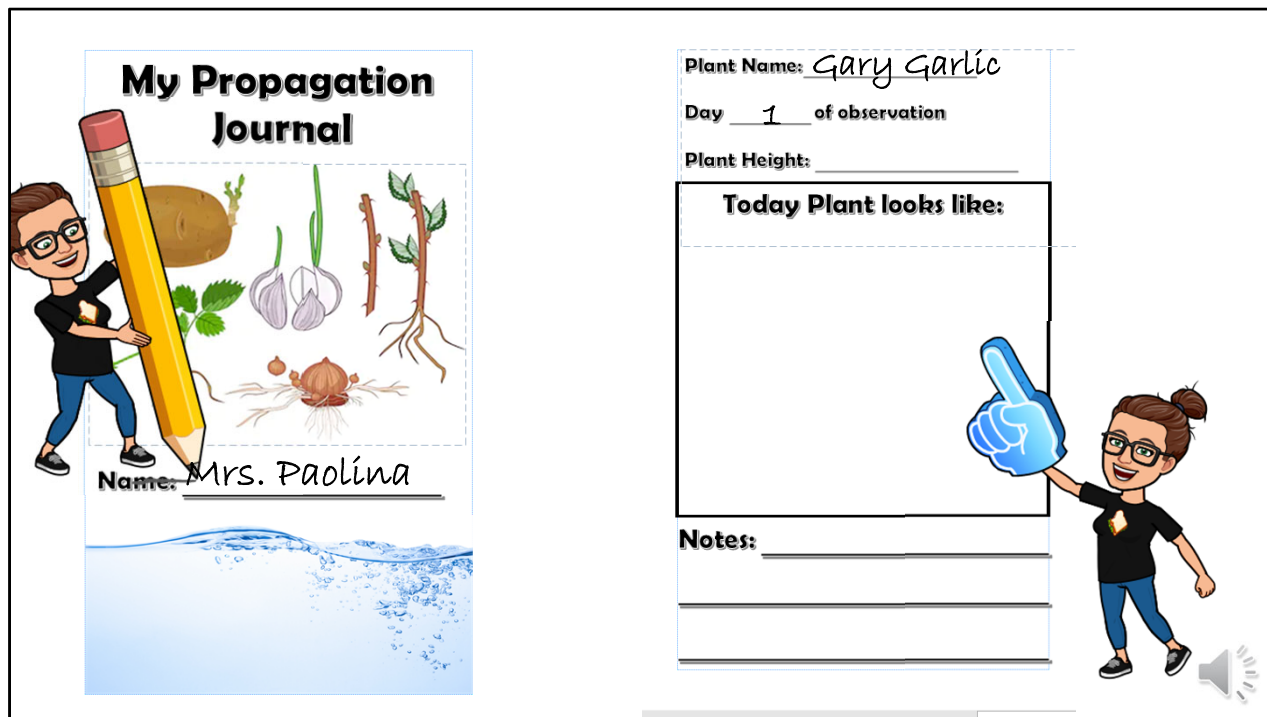 My Propagation
Journal
Name: Mrs. Paolina
Plant Name: Gary Garlic
Day 1 of observation
Plant Height:
Today Plant looks like:
Notes: